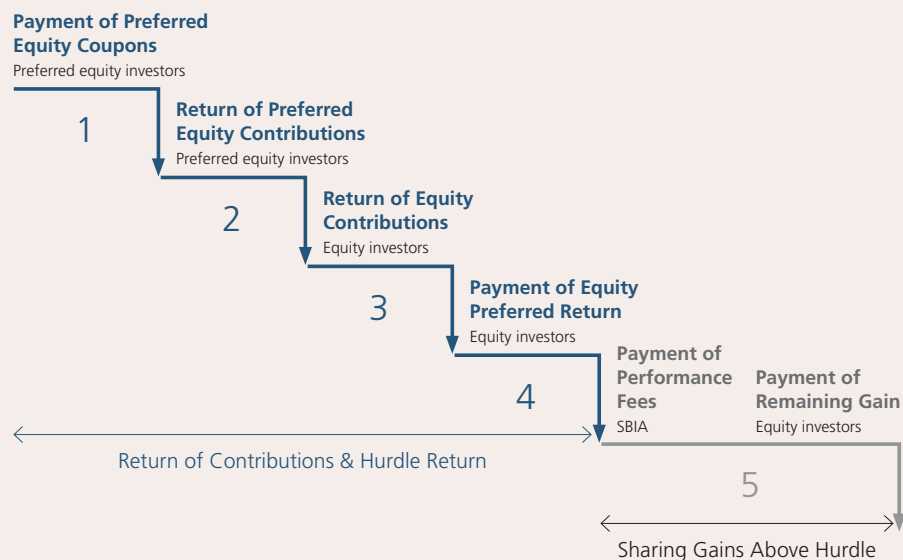 Payment of Preferred
Equity Coupons
Preferred equity investors
1
Return of Preferred
Equity Contributions
Preferred equity investors
2
Return of Equity
Contributions
Equity investors
3
Payment of Equity
Preferred Return
Equity investors
4
Payment of
Performance
Fees
SBIA
Payment of
Remaining Gain
Equity investors
5
Return of Contributions & Hurdle Return
Sharing Gains Above Hurdle